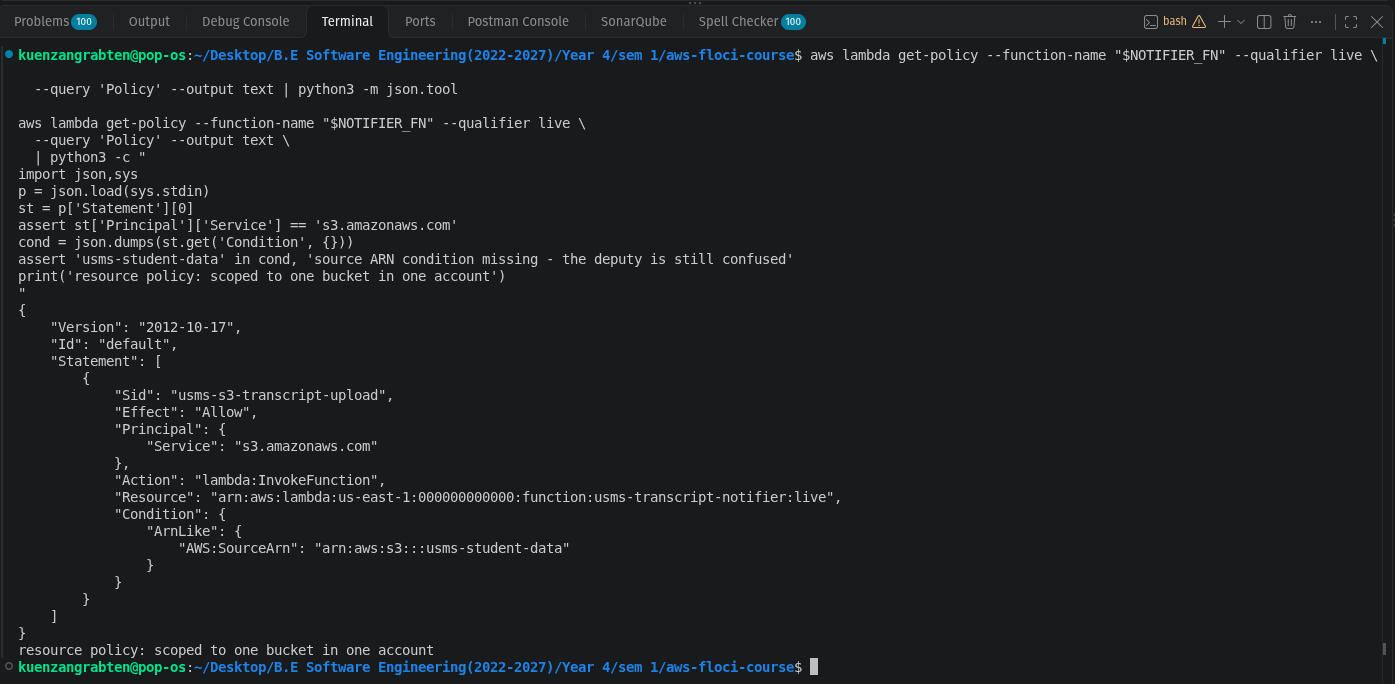 Problems 100 Output Debug Console Terminal Ports Postman Console SonarQube Spell Checker 100 bash
kuenzangrabten@pop-os:~/Desktop/B.E Software Engineering(2022-2027)/Year 4/sem 1/aws-floci-course$ aws lambda get-policy --function-name "$NOTIFIER_FN" --qualifier live \
  --query 'Policy' --output text | python3 -m json.tool
aws lambda get-policy --function-name "$NOTIFIER_FN" --qualifier live \
  --query 'Policy' --output text \
  | python3 -c "
import json,sys
p = json.load(sys.stdin)
st = p['Statement'][0]
assert st['Principal']['Service'] == 's3.amazonaws.com'
cond = json.dumps(st.get('Condition', {}))
assert 'usms-student-data' in cond, 'source ARN condition missing - the deputy is still confused'
print('resource policy: scoped to one bucket in one account')
"
{
    "Version": "2012-10-17",
    "Id": "default",
    "Statement": [
        {
            "Sid": "usms-s3-transcript-upload",
            "Effect": "Allow",
            "Principal": {
                "Service": "s3.amazonaws.com"
            },
            "Action": "lambda:InvokeFunction",
            "Resource": "arn:aws:lambda:us-east-1:000000000000:function:usms-transcript-notifier:live",
            "Condition": {
                "ArnLike": {
                    "AWS:SourceArn": "arn:aws:s3:::usms-student-data"
                }
            }
        }
    ]
}
resource policy: scoped to one bucket in one account
kuenzangrabten@pop-os:~/Desktop/B.E Software Engineering(2022-2027)/Year 4/sem 1/aws-floci-course$